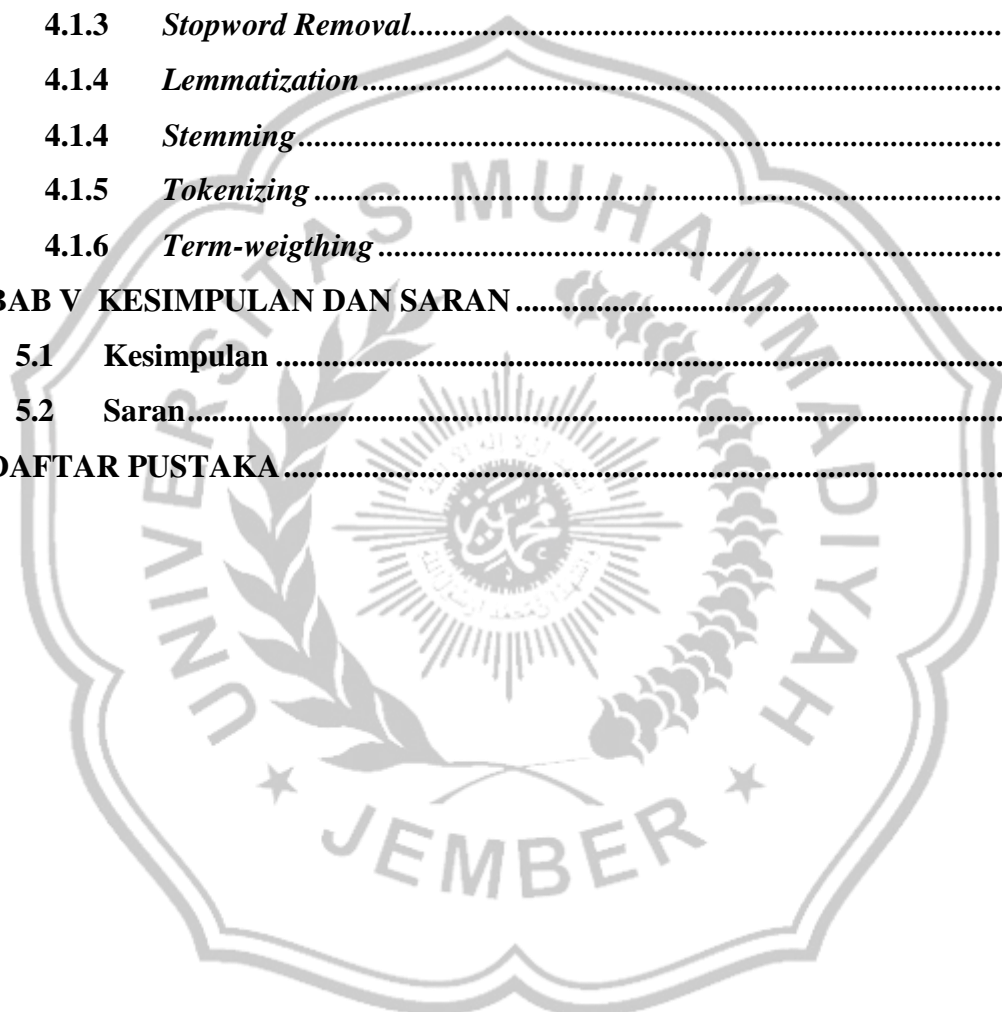 4.1.3 Stopword Removal................................................................................
4.1.4 Lemmatization................................................................................
4.1.4 Stemming................................................................................
4.1.5 Tokenizing................................................................................
4.1.6 Term-weigthing................................................................................
BAB V KESIMPULAN DAN SARAN................................................................................
5.1 Kesimpulan................................................................................
5.2 Saran................................................................................
DAFTAR PUSTAKA................................................................................
UNIVERSITAS MUHAMMADIYAH
JEMBER